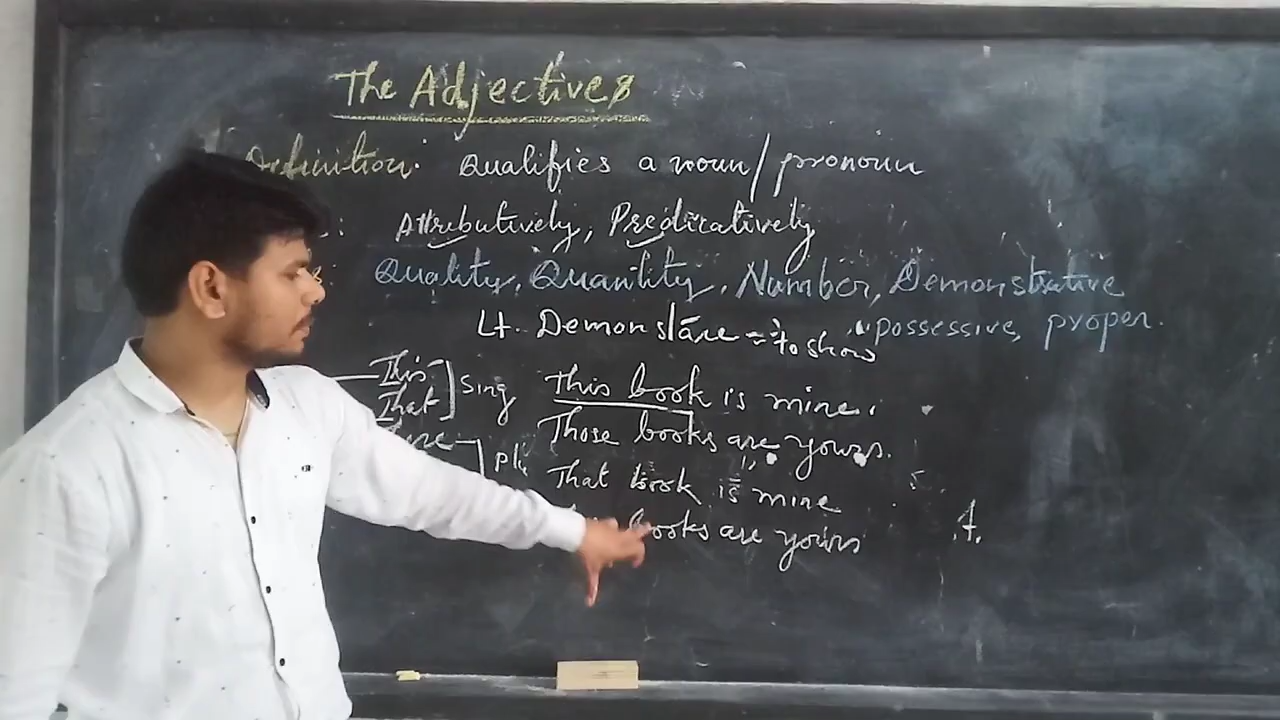 The Adjectives
Definition: Qualifies a noun/pronoun
: Attributively, Predicatively
: Quality, Quantity, Number, Demonstrative
Lt. Demonstrare = to show possessive, proper.
This
That ] Sing
This book is mine.
Those books are yours.
That book is mine
books are yours